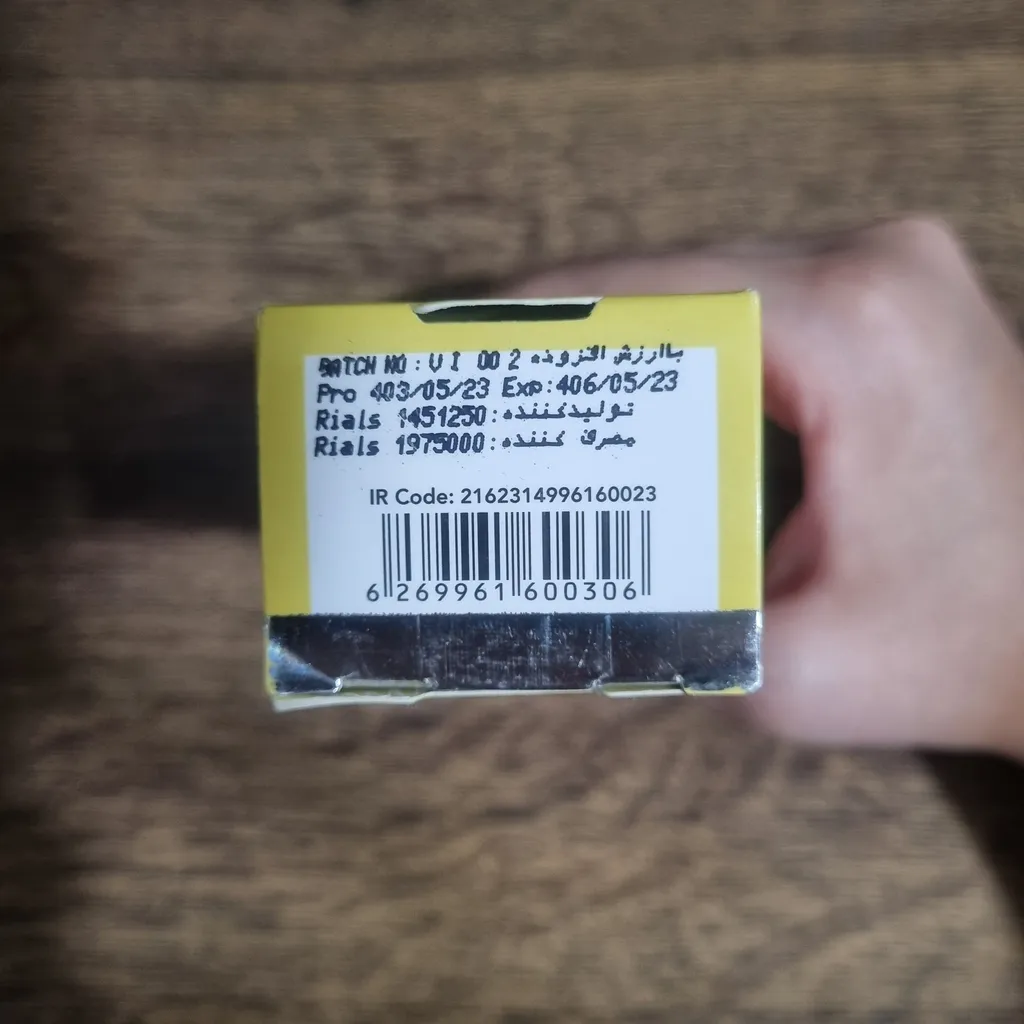 BATCH NO : V I 00 2 باارزش افزوده
Pro 403/05/23 Exp:406/05/23
Rials 1451250:تولیدکننده
Rials 1975000:مصرف کننده
IR Code: 2162314996160023
6 269961 600306